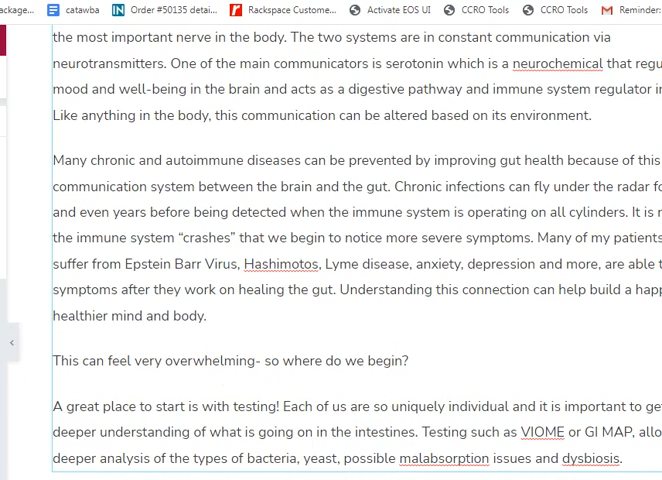 ackage...
catawba
Order #50135 detai...
Rackspace Custome...
Activate EOS UI
CCRO Tools
CCRO Tools
Reminder:
the most important nerve in the body. The two systems are in constant communication via
neurotransmitters. One of the main communicators is serotonin which is a neurochemical that regu
mood and well-being in the brain and acts as a digestive pathway and immune system regulator i
Like anything in the body, this communication can be altered based on its environment.
Many chronic and autoimmune diseases can be prevented by improving gut health because of this
communication system between the brain and the gut. Chronic infections can fly under the radar fo
and even years before being detected when the immune system is operating on all cylinders. It is
the immune system “crashes” that we begin to notice more severe symptoms. Many of my patients
suffer from Epstein Barr Virus, Hashimotos, Lyme disease, anxiety, depression and more, are able
symptoms after they work on healing the gut. Understanding this connection can help build a hap
healthier mind and body.
This can feel very overwhelming- so where do we begin?
A great place to start is with testing! Each of us are so uniquely individual and it is important to ge
deeper understanding of what is going on in the intestines. Testing such as VIOME or GI MAP, allo
deeper analysis of the types of bacteria, yeast, possible malabsorption issues and dysbiosis.